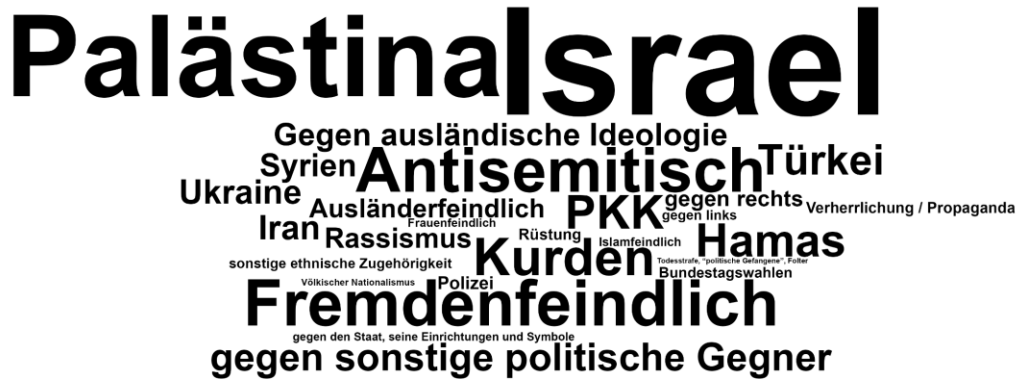 Palästina Israel
Gegen ausländische Ideologie
Syrien Antisemitisch Türkei
Ukraine
Ausländerfeindlich PKK gegen rechts
gegen links
Verherrlichung / Propaganda
Frauenfeindlich
Iran Rassismus Rüstung Islamfeindlich Hamas
Kurden
Todesstrafe, "politische Gefangene", Folter
sonstige ethnische Zugehörigkeit
Bundestagswahlen
Völkischer Nationalismus Polizei
Fremdenfeindlich
gegen den Staat, seine Einrichtungen und Symbole
gegen sonstige politische Gegner